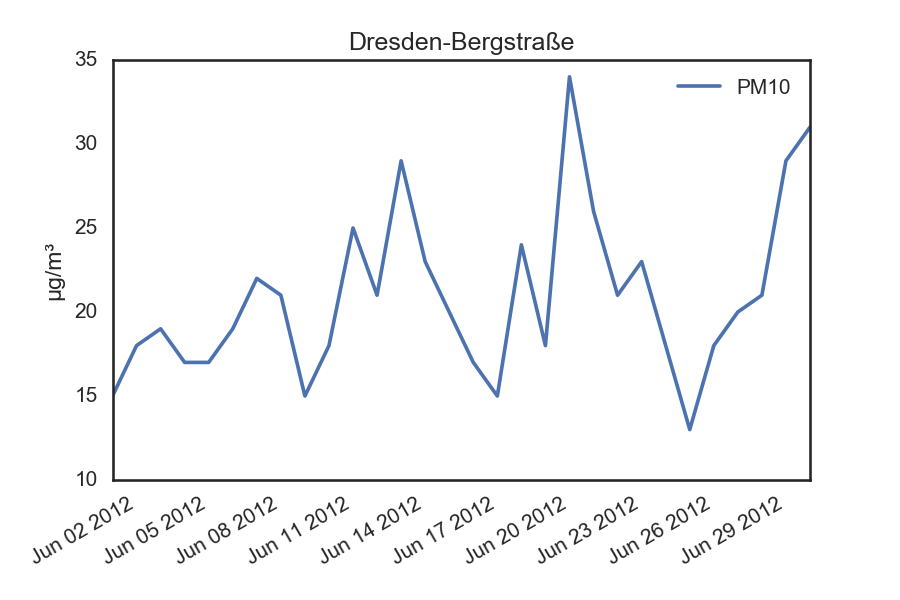 Dresden-Bergstraße
35
PM10
30
25
µg/m³
20
15
10
Jun 02 2012
Jun 05 2012
Jun 08 2012
Jun 11 2012
Jun 14 2012
Jun 17 2012
Jun 20 2012
Jun 23 2012
Jun 26 2012
Jun 29 2012